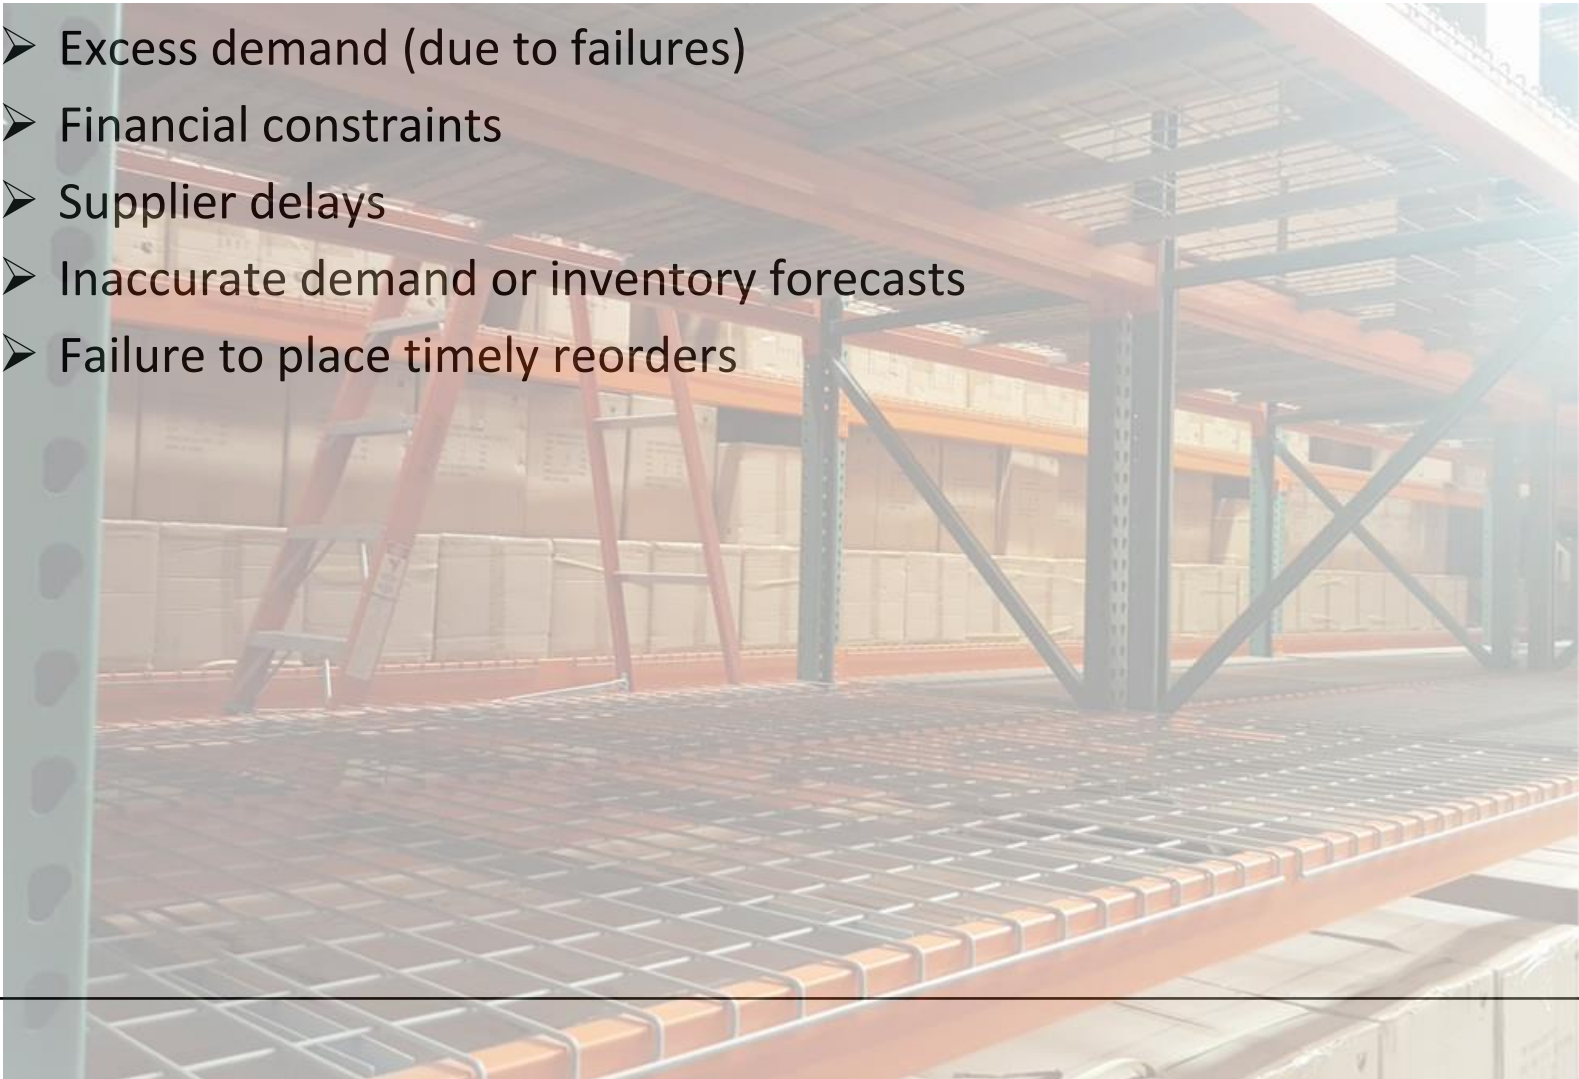 ➢ Excess demand (due to failures)
➢ Financial constraints
➢ Supplier delays
➢ Inaccurate demand or inventory forecasts
➢ Failure to place timely reorders